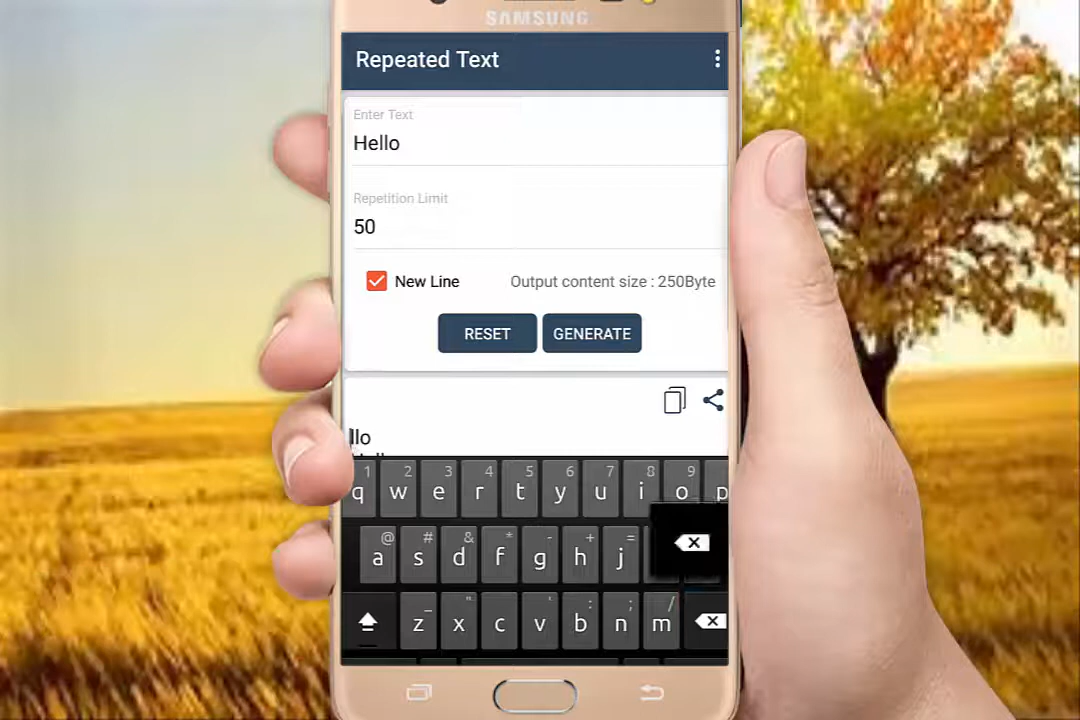 SAMSUNG
Repeated Text
Enter Text
Hello
Repetition Limit
50
New Line Output content size : 250Byte
RESET GENERATE
llo
1 2 3 4 5 6 7 8 9
q w e r t y u i o p
@ # & * - + =
a s d f g h j
_ " ' : ; /
z x c v b n m